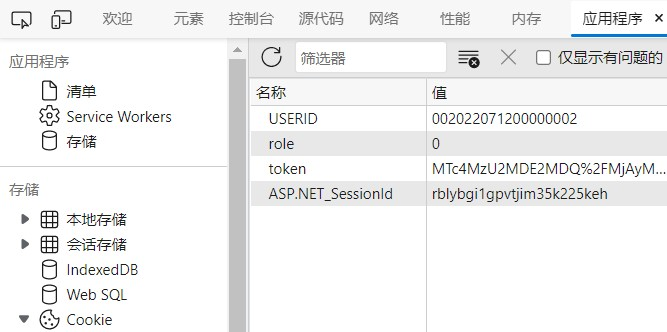 欢迎 元素 控制台 源代码 网络 性能 内存 应用程序
应用程序
清单
Service Workers
存储
存储
本地存储
会话存储
IndexedDB
Web SQL
Cookie
筛选器 仅显示有问题的
名称 值
USERID 002022071200000002
role 0
token MTc4MzU2MDE2MDQ%2FMjAyM...
ASP.NET_SessionId rblybgi1gpvtjim35k225keh